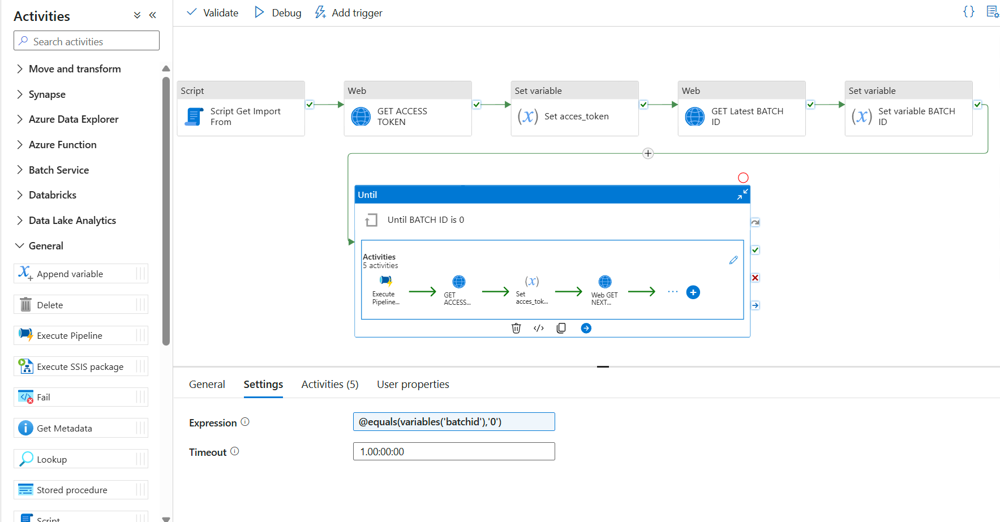 Activities
Search activities
Move and transform
Synapse
Azure Data Explorer
Azure Function
Batch Service
Databricks
Data Lake Analytics
General
Append variable
Delete
Execute Pipeline
Execute SSIS package
Fail
Get Metadata
Lookup
Stored procedure
Script
Validate
Debug
Add trigger
Script
Script Get Import
From
Web
GET ACCESS
TOKEN
Set variable
Set acces_token
Web
GET Latest BATCH
ID
Set variable
Set variable BATCH
ID
Until
Until BATCH ID is 0
Activities
5 activities
Execute
Pipeline...
GET
ACCESS...
Set
acces_tok...
Web GET
NEXT...
General
Settings
Activities (5)
User properties
Expression
@equals(variables('batchid'),'0')
Timeout
1.00:00:00